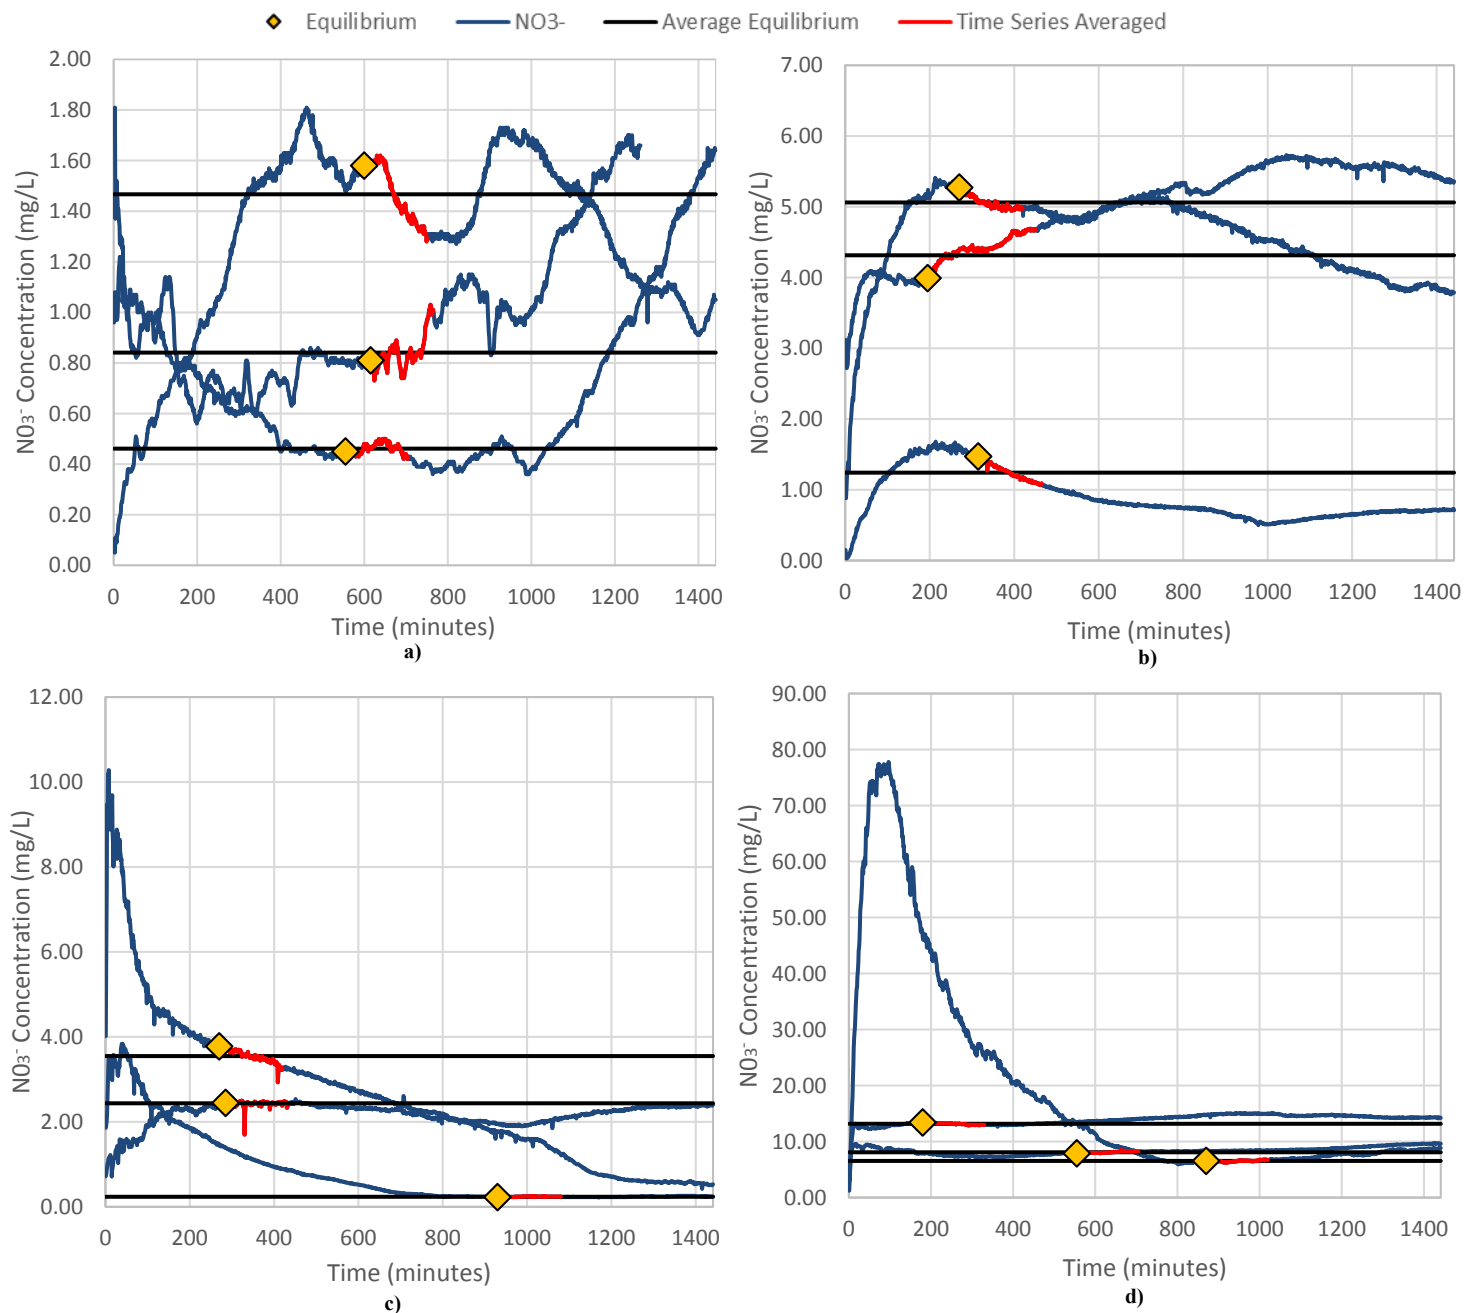 Equilibrium NO3- Average Equilibrium Time Series Averaged
2.00
1.80
1.60
1.40
1.20
1.00
0.80
0.60
0.40
0.20
0.00
N0₃⁻ Concentration (mg/L)
0 200 400 600 800 1000 1200 1400
Time (minutes)
a)
7.00
6.00
5.00
4.00
3.00
2.00
1.00
0.00
N0₃⁻ Concentration (mg/L)
0 200 400 600 800 1000 1200 1400
Time (minutes)
b)
12.00
10.00
8.00
6.00
4.00
2.00
0.00
N0₃⁻ Concentration (mg/L)
0 200 400 600 800 1000 1200 1400
Time (minutes)
c)
90.00
80.00
70.00
60.00
50.00
40.00
30.00
20.00
10.00
0.00
N0₃⁻ Concentration (mg/L)
0 200 400 600 800 1000 1200 1400
Time (minutes)
d)